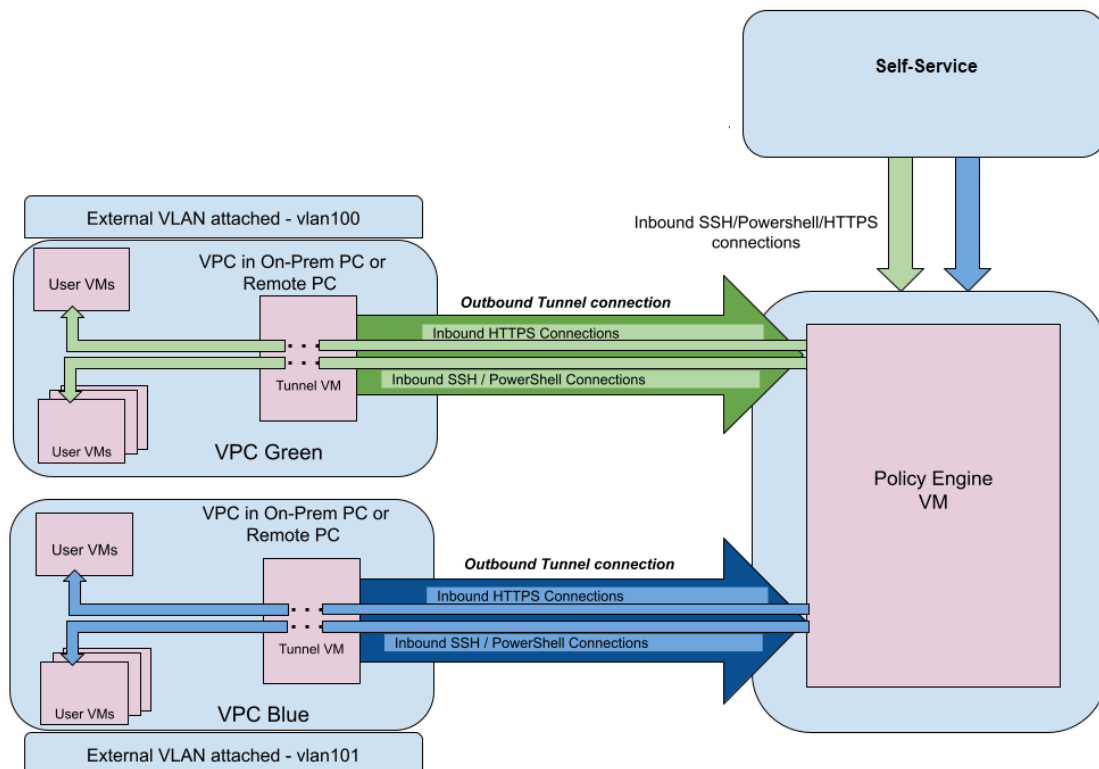 Self-Service
Inbound SSH/Powershell/HTTPS
connections
External VLAN attached - vlan100
VPC in On-Prem PC or
Remote PC
User VMs
Tunnel VM
User VMs
VPC Green
Outbound Tunnel connection
Inbound HTTPS Connections
Inbound SSH / PowerShell Connections
Policy Engine
VM
VPC in On-Prem PC or
Remote PC
User VMs
Tunnel VM
User VMs
VPC Blue
Outbound Tunnel connection
Inbound HTTPS Connections
Inbound SSH / PowerShell Connections
External VLAN attached - vlan101